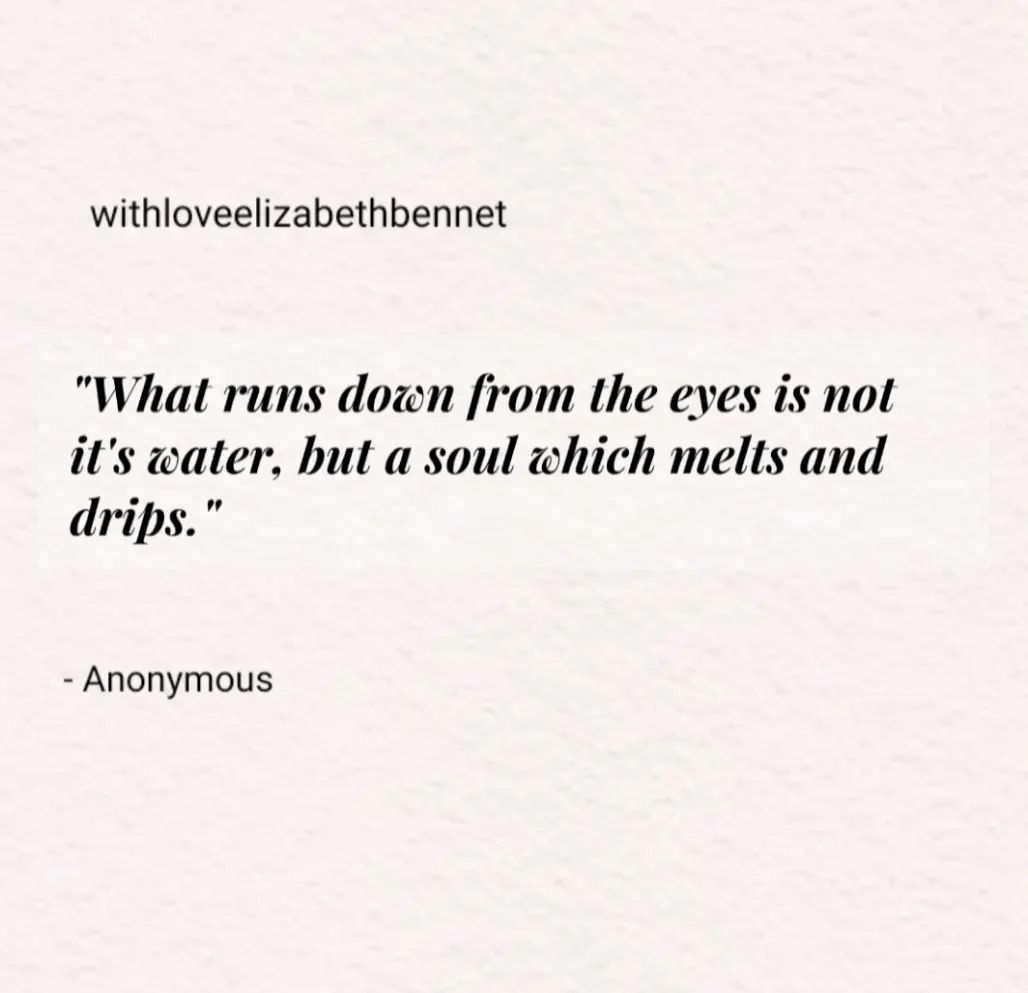 withloveelizabethbennet
"What runs down from the eyes is not
it's water, but a soul which melts and
drips."
- Anonymous